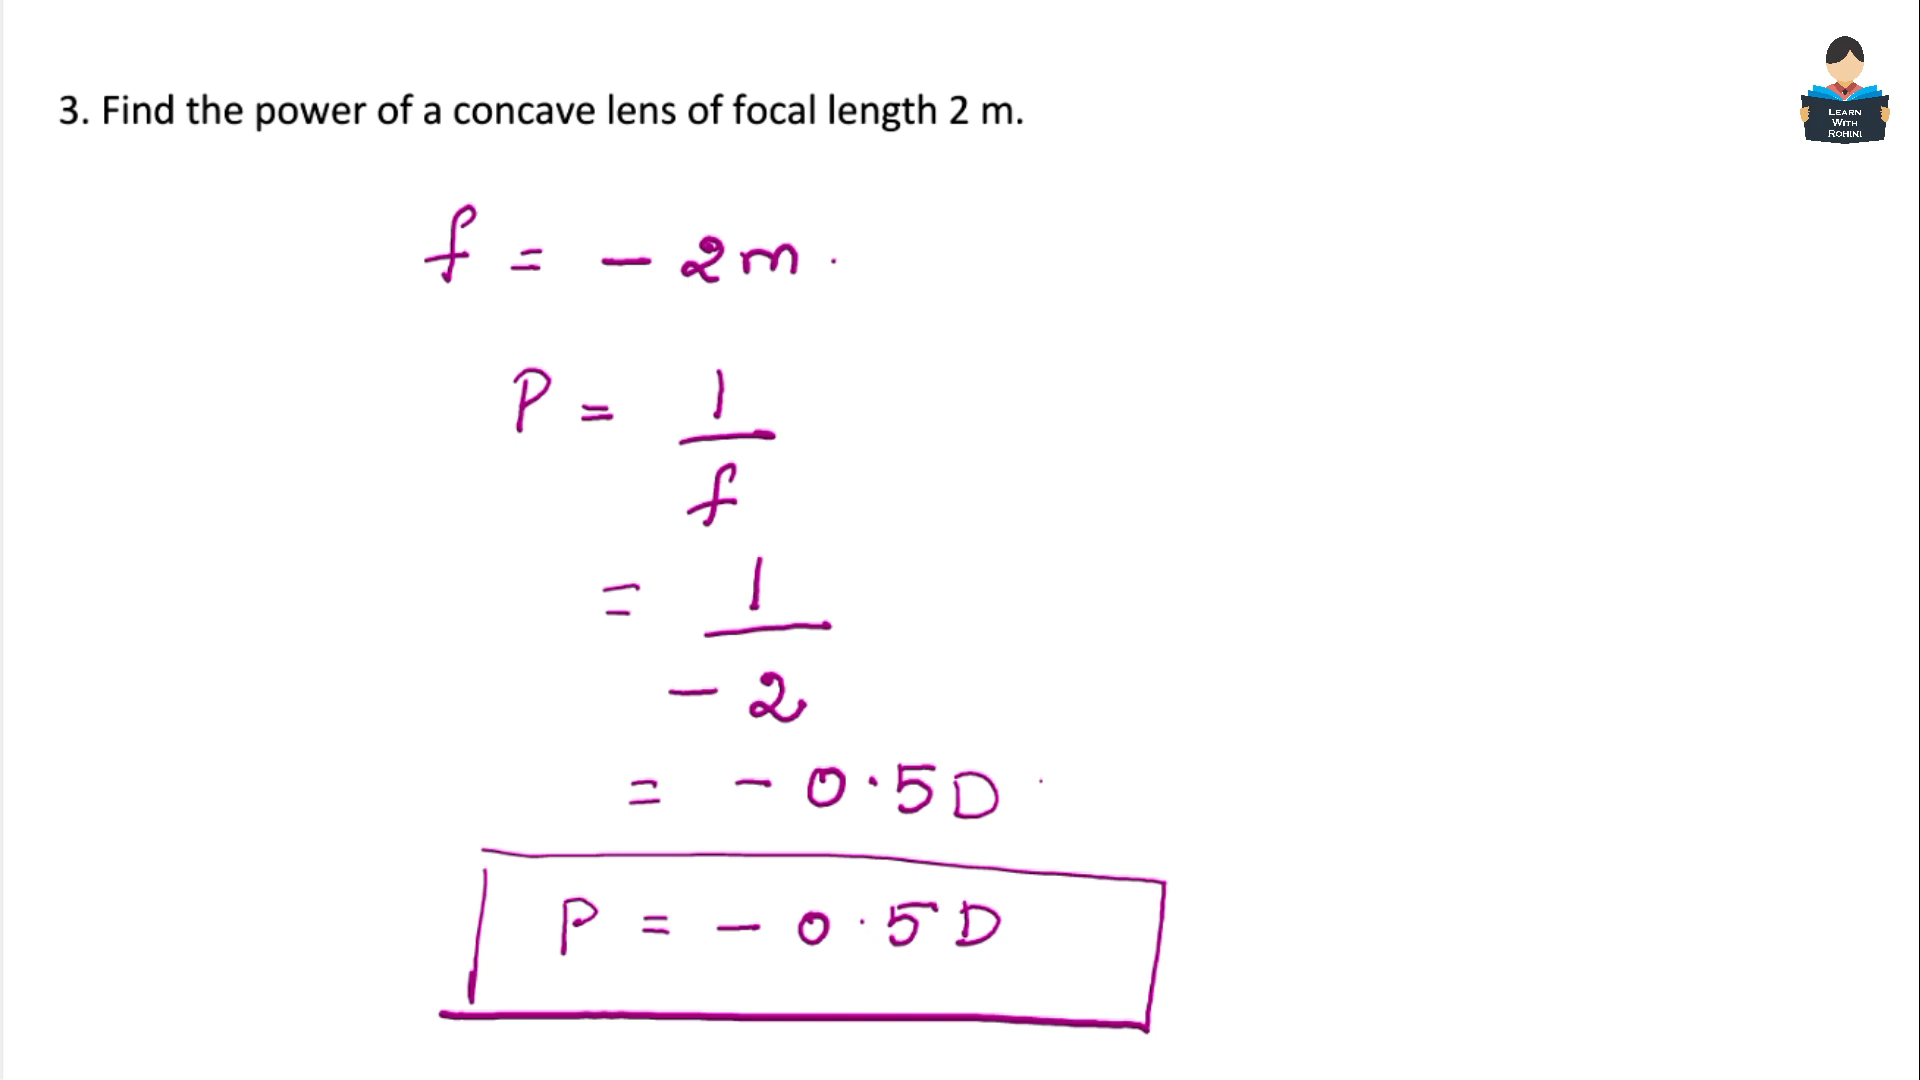 LEARN
WITH
ROHINI
3. Find the power of a concave lens of focal length 2 m.
f = - 2m.
P = 1
f
= 1
- 2
= - 0.5D.
P = - 0.5D